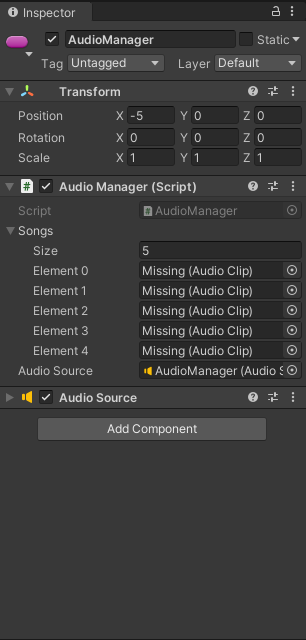 Inspector
AudioManager Static
Tag Untagged Layer Default
Transform
Position X -5 Y 0 Z 0
Rotation X 0 Y 0 Z 0
Scale X 1 Y 1 Z 1
# Audio Manager (Script)
Script # AudioManager
Songs
Size 5
Element 0 Missing (Audio Clip)
Element 1 Missing (Audio Clip)
Element 2 Missing (Audio Clip)
Element 3 Missing (Audio Clip)
Element 4 Missing (Audio Clip)
Audio Source AudioManager (Audio S
Audio Source
Add Component